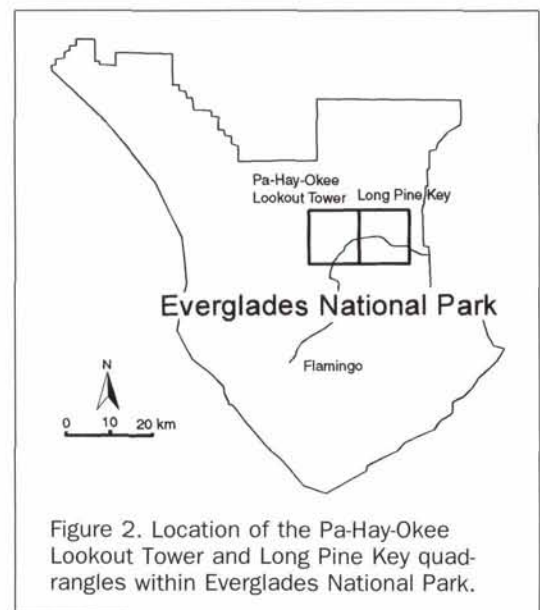 Pa-Hay-Okee
Lookout Tower
Long Pine Key
Everglades National Park
Flamingo
N
0 10 20 km
Figure 2. Location of the Pa-Hay-Okee
Lookout Tower and Long Pine Key quad-
rangles within Everglades National Park.